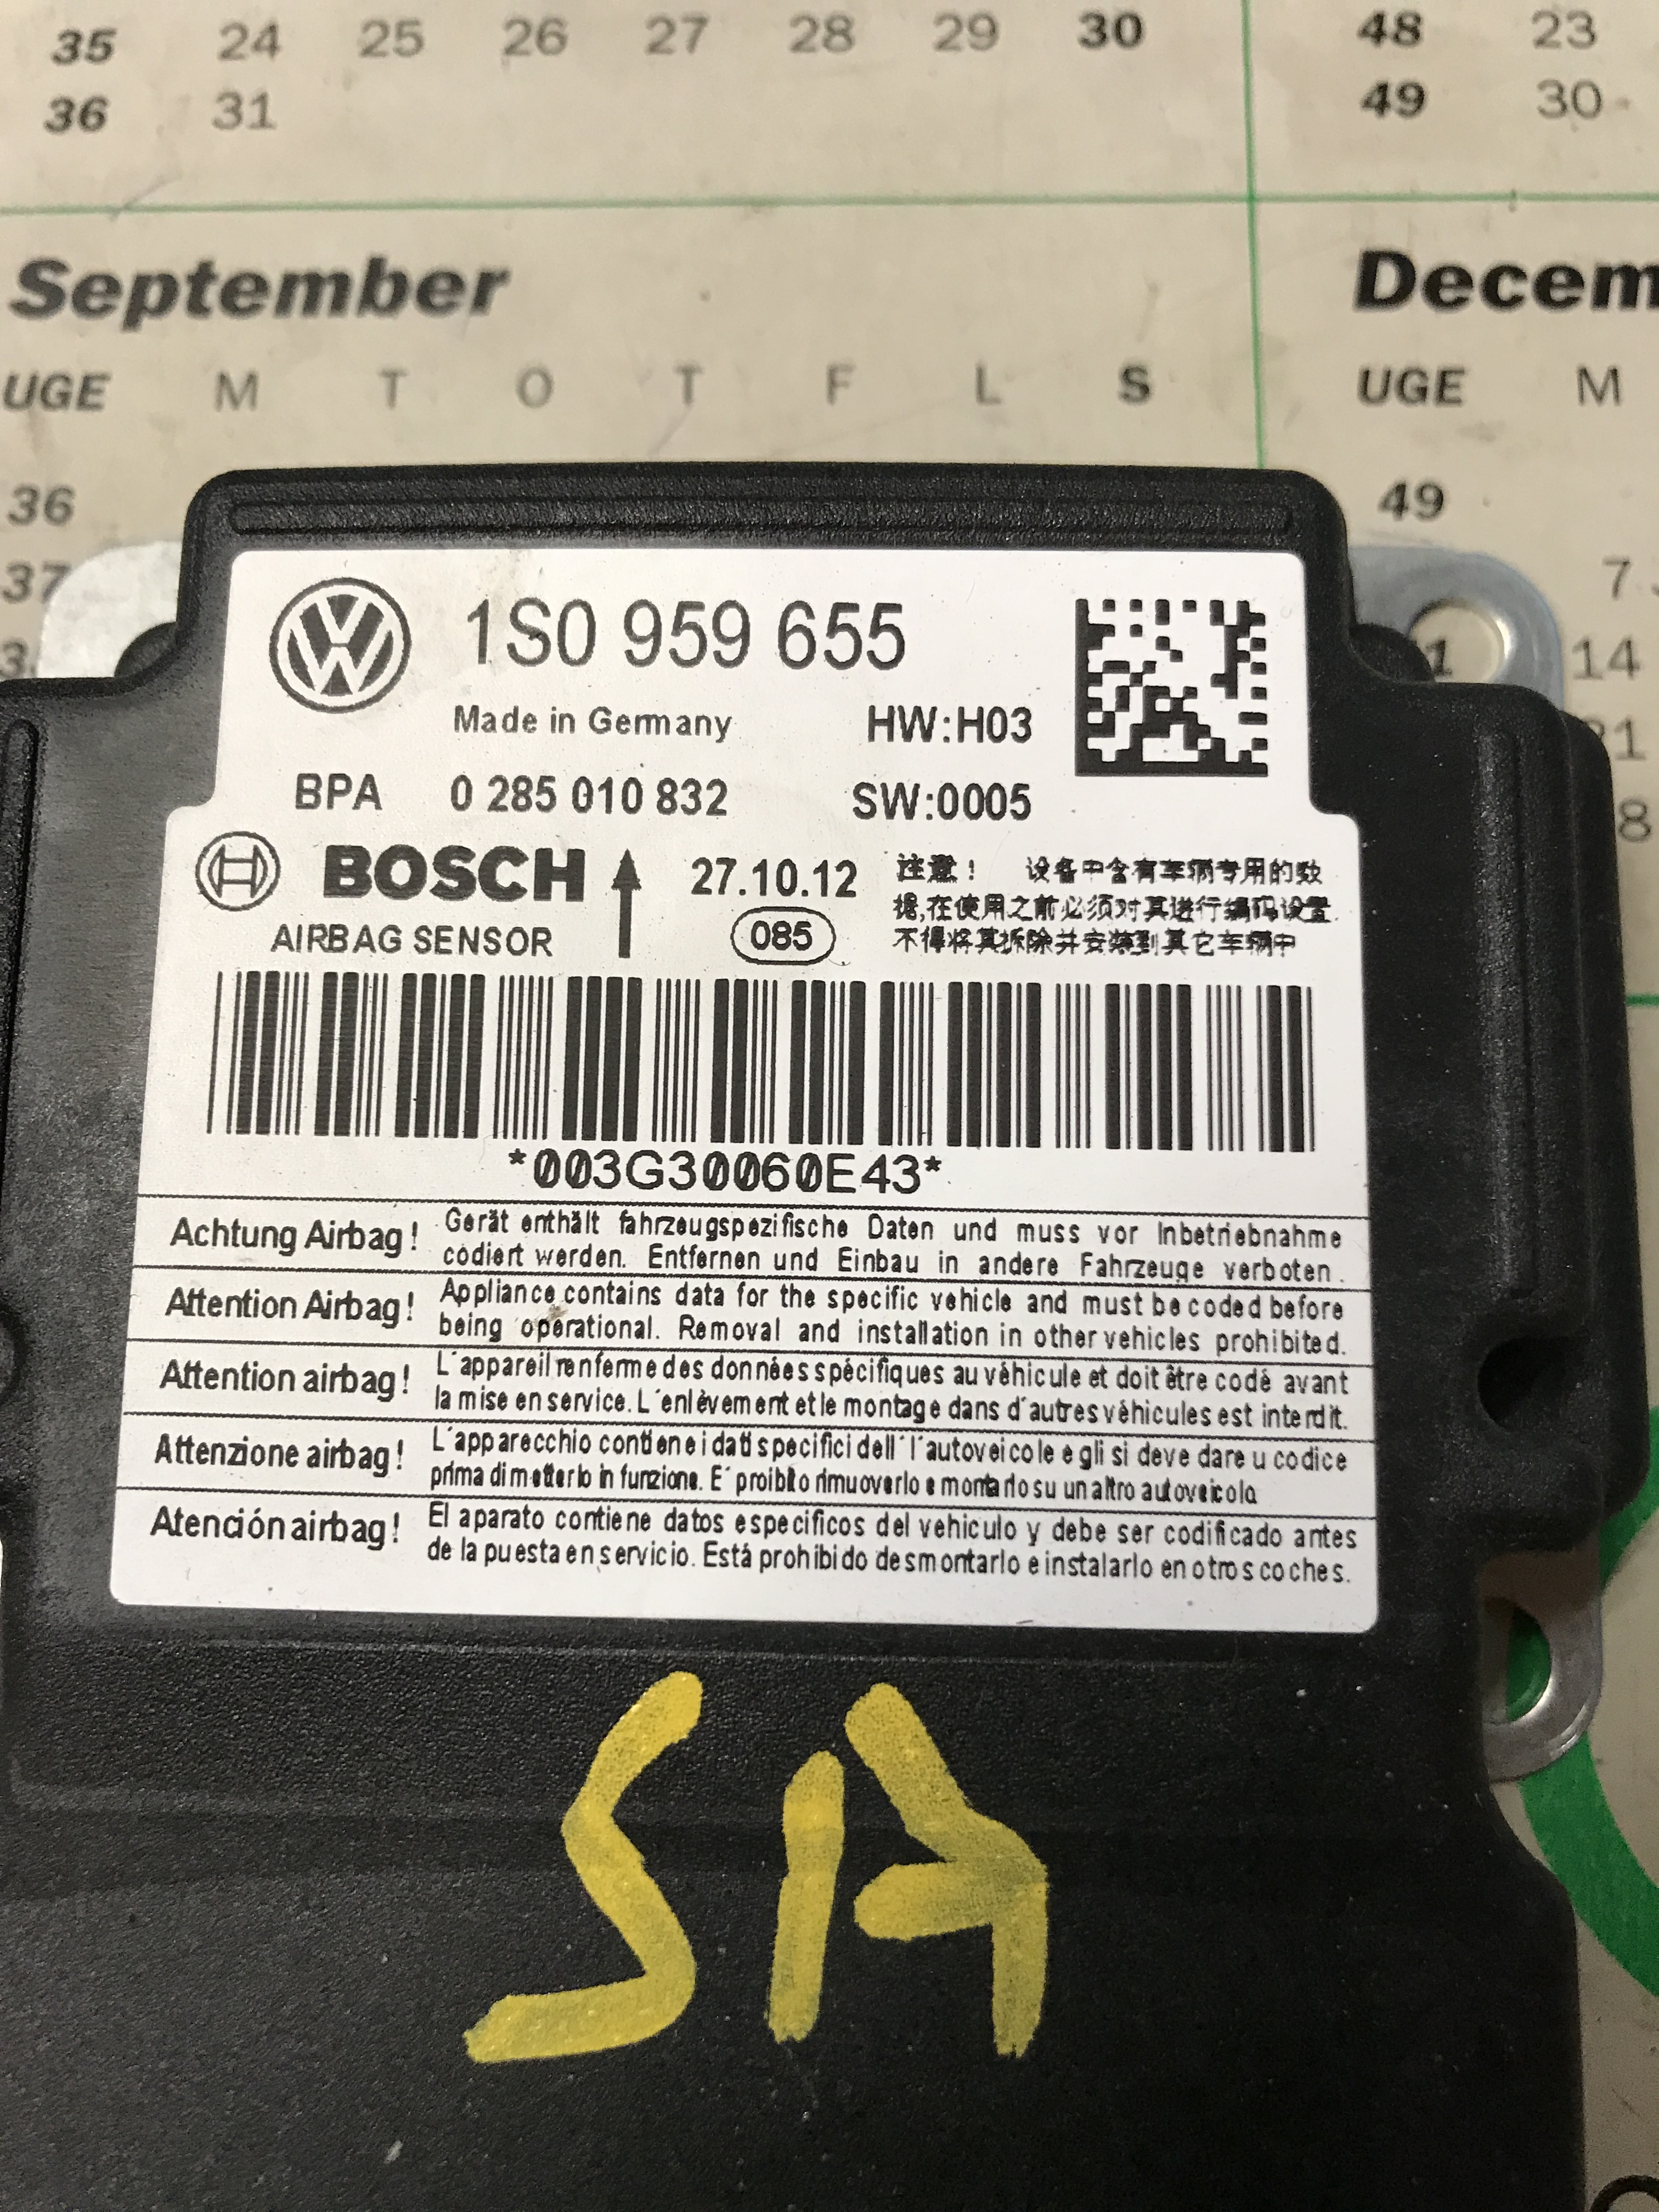 35 24 25 26 27 28 29 30 48 23
36 31 49 30
September Decem
UGE M T O T F L S UGE M
36 49
37 7
14
1S0 959 655
Made in Germany HW:H03
BPA 0 285 010 832 SW:0005
BOSCH 27.10.12
AIRBAG SENSOR 085
注意！ 设备中含有车辆专用的数
据,在使用之前必须对其进行编码设置
不得将其拆除并安装到其它车辆中
*003G30060E43*
Achtung Airbag! Gerät enthält fahrzeugspezifische Daten und muss vor Inbetriebnahme
codiert werden. Entfernen und Einbau in andere Fahrzeuge verboten.
Attention Airbag! Appliance contains data for the specific vehicle and must be coded before
being operational. Removal and installation in other vehicles prohibited.
Attention airbag! L´appareil renferme des données spécifiques au véhicule et doit être codé avant
la mise en service. L´enlèvement et le montage dans d´autres véhicules est interdit.
Attenzione airbag! L´apparecchio contiene i dati specifici dell´l´autoveicolo e gli si deve dare u codice
prima di metterlo in funzione. E´ proibito rimuoverlo e montarlo su un altro autoveicolo
Atención airbag! El aparato contiene datos especificos del vehiculo y debe ser codificado antes
de la puesta en servicio. Está prohibido desmontarlo e instalarlo en otros coches.